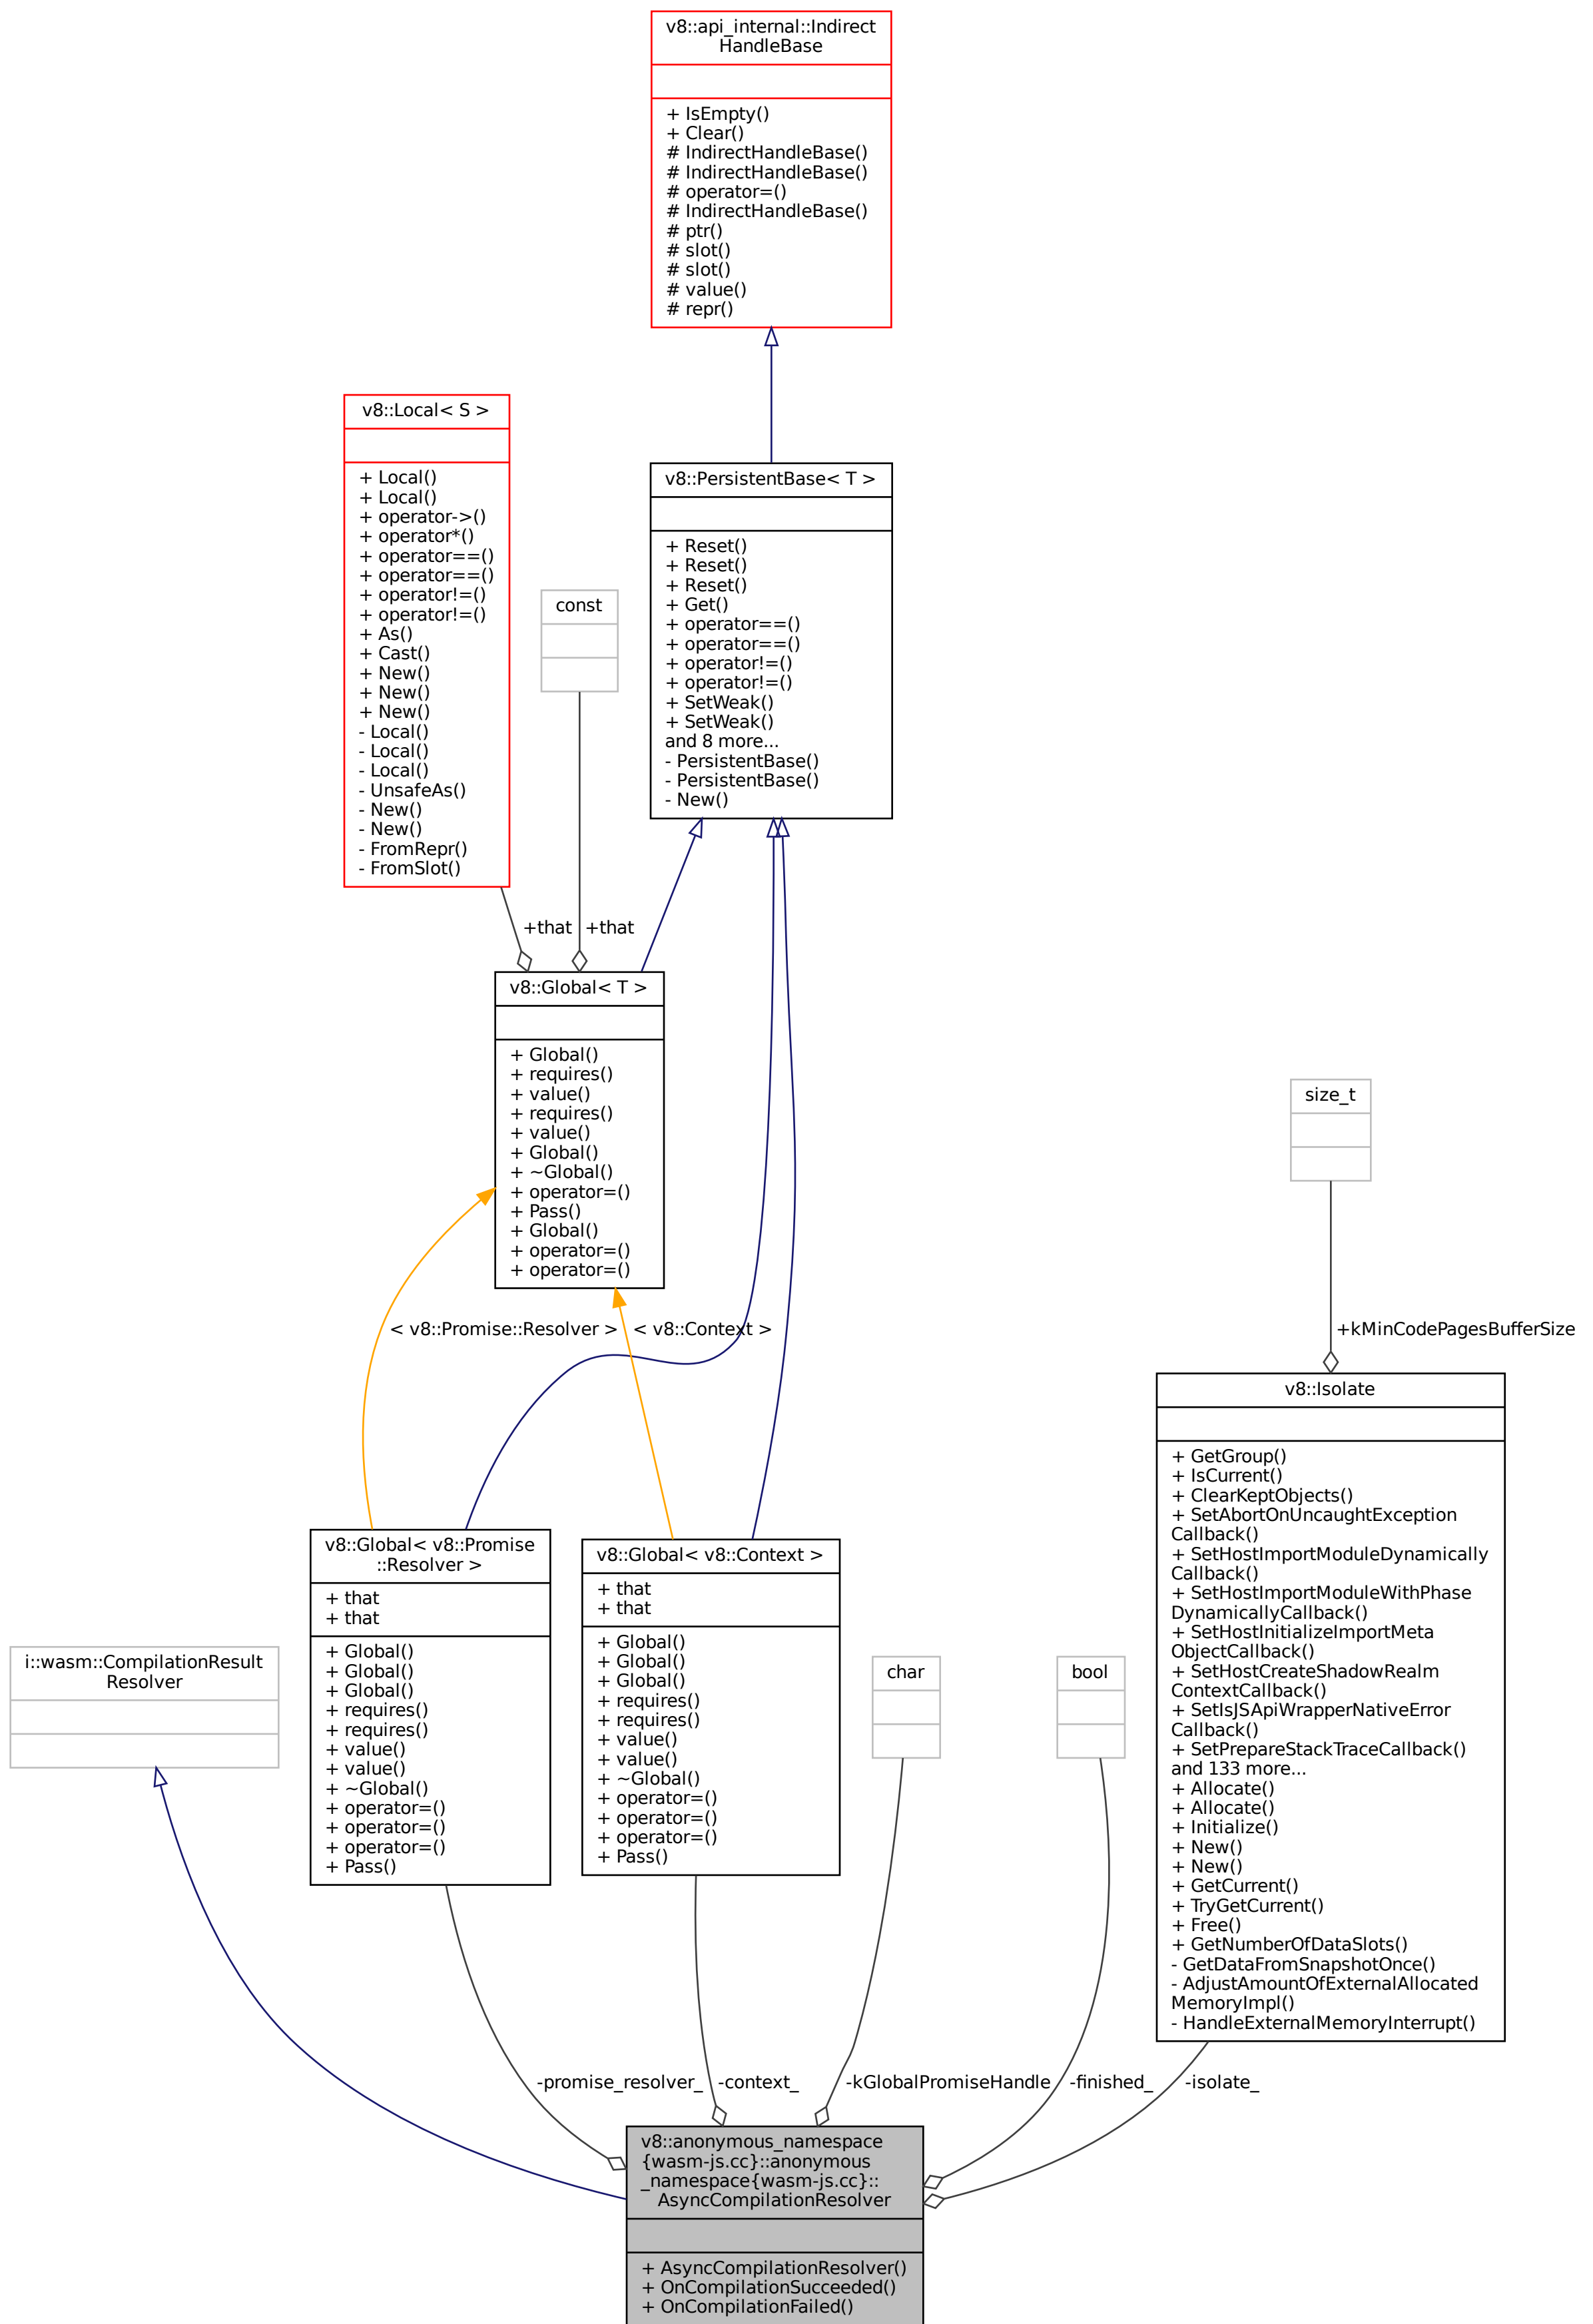 v8::api_internal::Indirect
HandleBase
+ IsEmpty()
+ Clear()
# IndirectHandleBase()
# IndirectHandleBase()
# operator=()
# IndirectHandleBase()
# ptr()
# slot()
# slot()
# value()
# repr()
v8::Local< S >
+ Local()
+ Local()
+ operator->()
+ operator*()
+ operator==()
+ operator==()
+ operator!=()
+ operator!=()
+ As()
+ Cast()
+ New()
+ New()
+ New()
- Local()
- Local()
- Local()
- UnsafeAs()
- New()
- New()
- FromRepr()
- FromSlot()
const
v8::PersistentBase< T >
+ Reset()
+ Reset()
+ Reset()
+ Get()
+ operator==()
+ operator==()
+ operator!=()
+ operator!=()
+ SetWeak()
+ SetWeak()
and 8 more...
- PersistentBase()
- PersistentBase()
- New()
+that
+that
v8::Global< T >
+ Global()
+ requires()
+ value()
+ requires()
+ value()
+ Global()
+ ~Global()
+ operator=()
+ Pass()
+ Global()
+ operator=()
+ operator=()
size_t
< v8::Promise::Resolver >
< v8::Context >
+kMinCodePagesBufferSize
v8::Isolate
+ GetGroup()
+ IsCurrent()
+ ClearKeptObjects()
+ SetAbortOnUncaughtException
Callback()
+ SetHostImportModuleDynamically
Callback()
+ SetHostImportModuleWithPhase
DynamicallyCallback()
+ SetHostInitializeImportMeta
ObjectCallback()
+ SetHostCreateShadowRealm
ContextCallback()
+ SetIsJSApiWrapperNativeError
Callback()
+ SetPrepareStackTraceCallback()
and 133 more...
+ Allocate()
+ Allocate()
+ Initialize()
+ New()
+ New()
+ GetCurrent()
+ TryGetCurrent()
+ Free()
+ GetNumberOfDataSlots()
- GetDataFromSnapshotOnce()
- AdjustAmountOfExternalAllocated
MemoryImpl()
- HandleExternalMemoryInterrupt()
i::wasm::CompilationResult
Resolver
v8::Global< v8::Promise
::Resolver >
+ that
+ that
+ Global()
+ Global()
+ Global()
+ requires()
+ requires()
+ value()
+ value()
+ ~Global()
+ operator=()
+ operator=()
+ operator=()
+ Pass()
v8::Global< v8::Context >
+ that
+ that
+ Global()
+ Global()
+ Global()
+ requires()
+ requires()
+ value()
+ value()
+ ~Global()
+ operator=()
+ operator=()
+ operator=()
+ Pass()
char
bool
-promise_resolver_
-context_
-kGlobalPromiseHandle
-finished_
-isolate_
v8::anonymous_namespace
{wasm-js.cc}::anonymous
_namespace{wasm-js.cc}::
AsyncCompilationResolver
+ AsyncCompilationResolver()
+ OnCompilationSucceeded()
+ OnCompilationFailed()